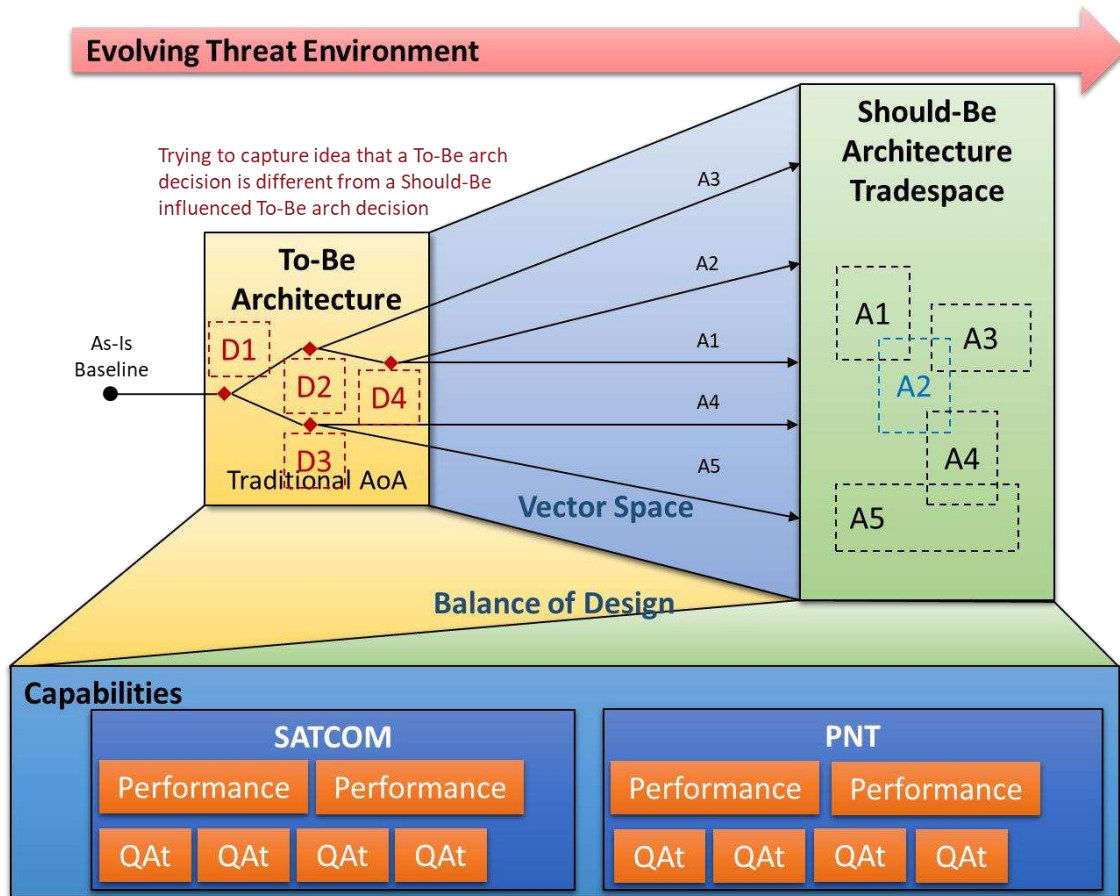 Evolving Threat Environment
Trying to capture idea that a To-Be arch
decision is different from a Should-Be
influenced To-Be arch decision
Should-Be
Architecture
Tradespace
To-Be
Architecture
As-Is
Baseline
D1
D2
D4
D3
Traditional AoA
A3
A2
A1
A4
A5
Vector Space
A1
A3
A2
A4
A5
Balance of Design
Capabilities
SATCOM
Performance
Performance
QAt
QAt
QAt
QAt
PNT
Performance
Performance
QAt
QAt
QAt
QAt